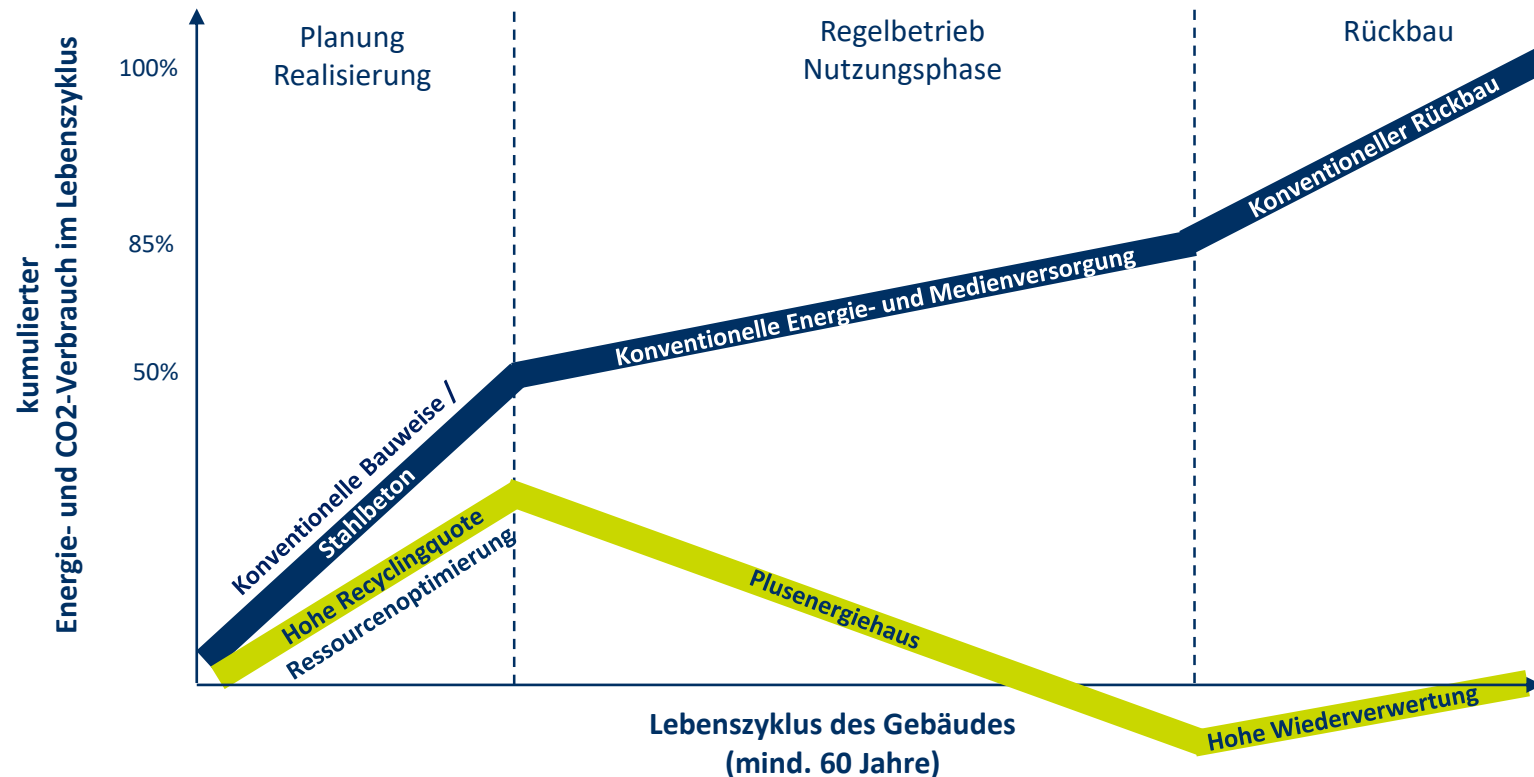 kumulierter
Energie- und CO2-Verbrauch im Lebenszyklus
100%
85%
50%
Planung
Realisierung
Regelbetrieb
Nutzungsphase
Rückbau
Konventionelle Bauweise /
Stahlbeton
Konventionelle Energie- und Medienversorgung
Konventioneller Rückbau
Hohe Recyclingquote
Ressourcenoptimierung
Plusenergiehaus
Hohe Wiederverwertung
Lebenszyklus des Gebäudes
(mind. 60 Jahre)